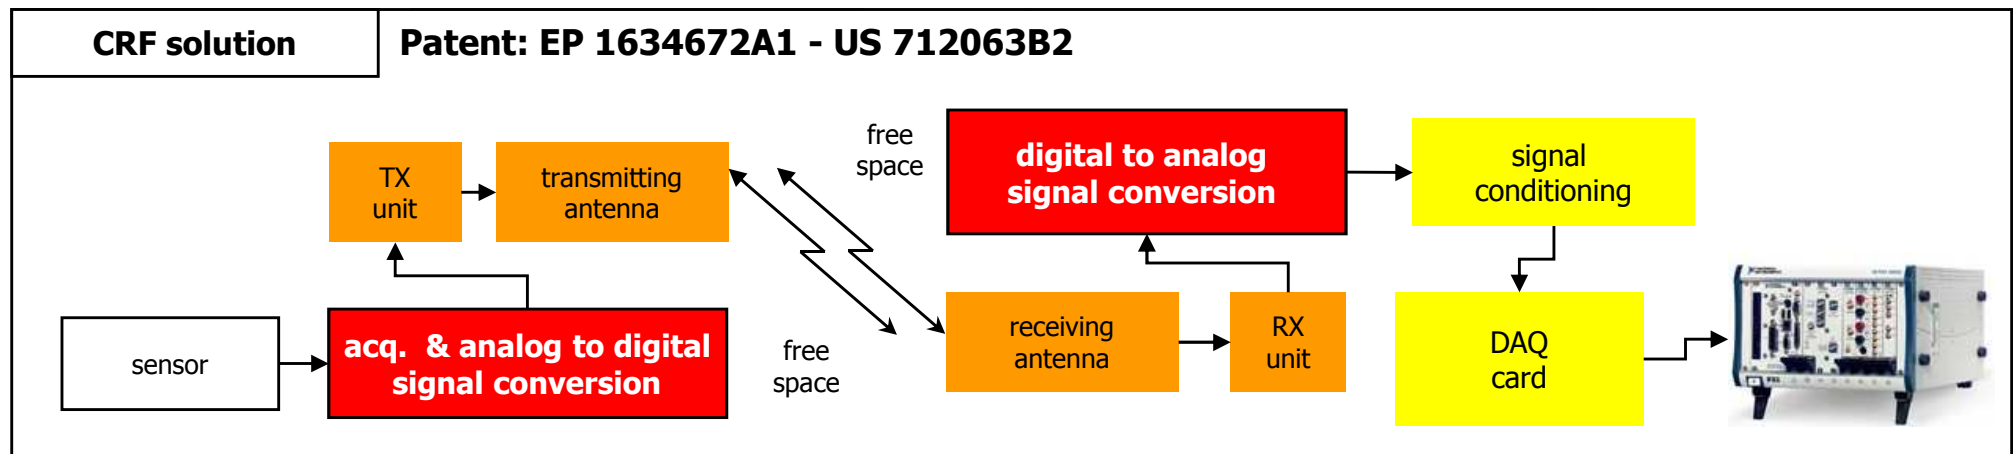 CRF solution
Patent: EP 1634672A1 - US 712063B2
sensor
acq. & analog to digital
signal conversion
TX
unit
transmitting
antenna
free
space
free
space
receiving
antenna
RX
unit
digital to analog
signal conversion
signal
conditioning
DAQ
card